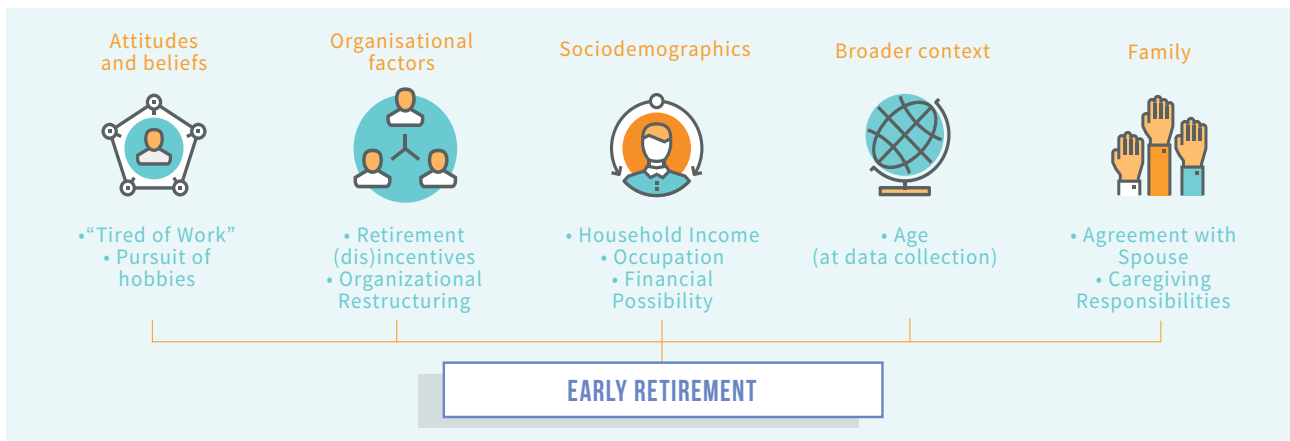 Attitudes
and beliefs
•“Tired of Work”
• Pursuit of
hobbies
Organisational
factors
• Retirement
(dis)incentives
• Organizational
Restructuring
Sociodemographics
• Household Income
• Occupation
• Financial
Possibility
Broader context
• Age
(at data collection)
Family
• Agreement with
Spouse
• Caregiving
Responsibilities
EARLY RETIREMENT